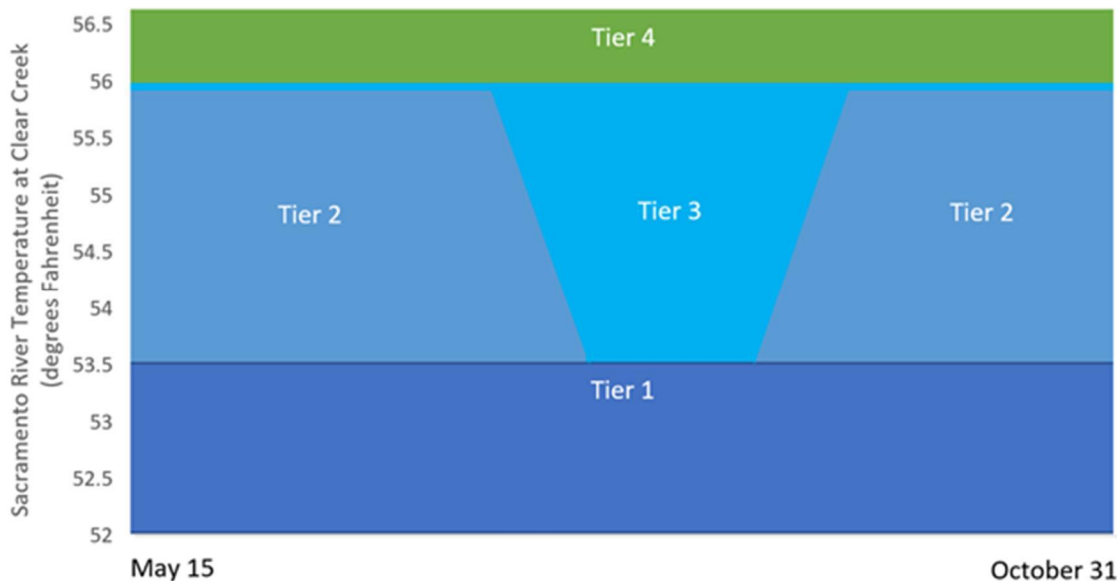 Sacramento River Temperature at Clear Creek
(degrees Fahrenheit)
56.5
56
55.5
55
54.5
54
53.5
53
52.5
52
Tier 4
Tier 2
Tier 3
Tier 2
Tier 1
May 15
October 31